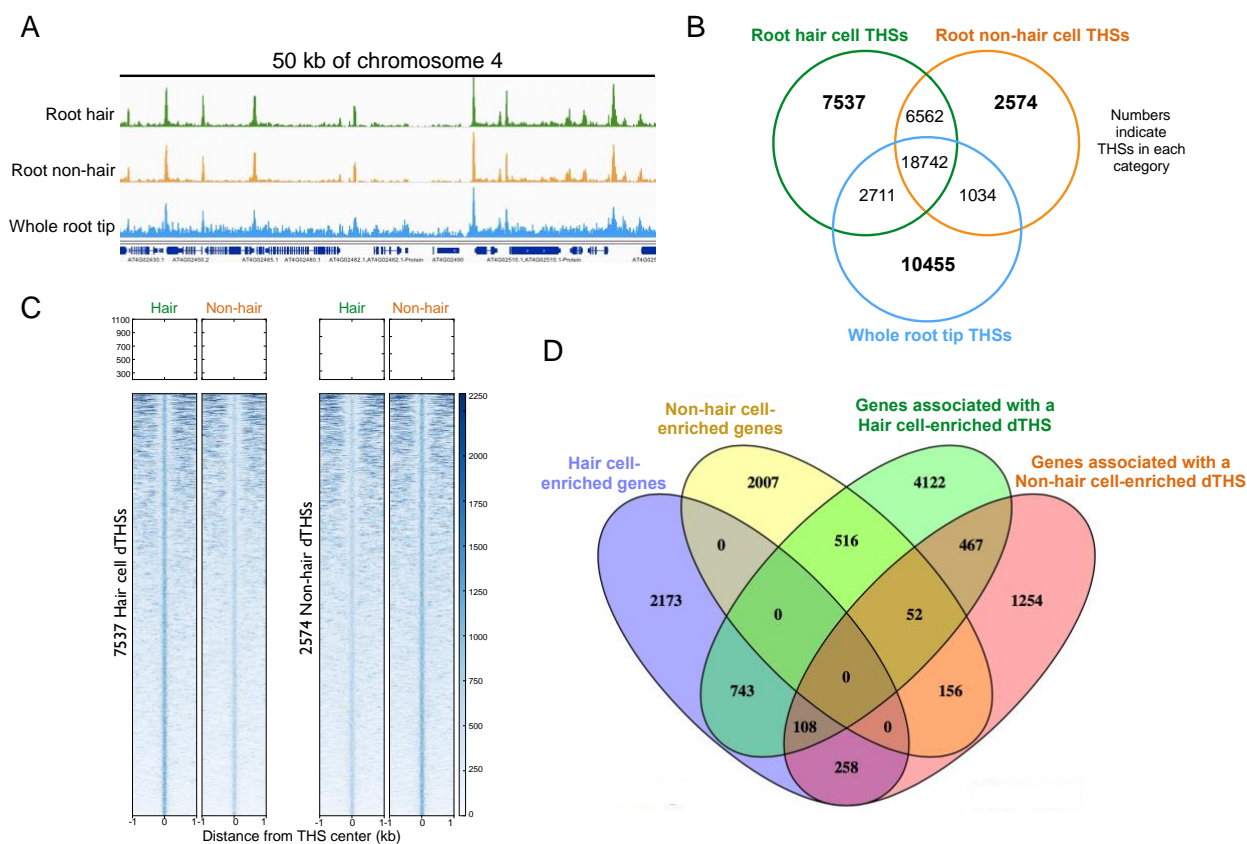 A
50 kb of chromosome 4
Root hair
Root non-hair
Whole root tip
AT4G02482.1;AT4G02482.1-Protein
AT4G02490
B
Root hair cell THSs
Root non-hair cell THSs
7537
6562
2574
18742
2711
1034
10455
Numbers
indicate
THSs in each
category
Whole root tip THSs
C
Hair
Non-hair
Hair
Non-hair
1100
900
700
500
300
7537 Hair cell dTHSs
2574 Non-hair dTHSs
2250
2000
1750
1500
1250
1000
750
500
250
0
-1 0 1 -1 0 1
-1 0 1 -1 0 1
Distance from THS center (kb)
D
Non-hair cell-
enriched genes
Genes associated with a
Hair cell-enriched dTHS
Hair cell-
enriched genes
Genes associated with a
Non-hair cell-enriched dTHS
2007
4122
0
516
467
2173
1254
0
52
743
0
156
108
0
258